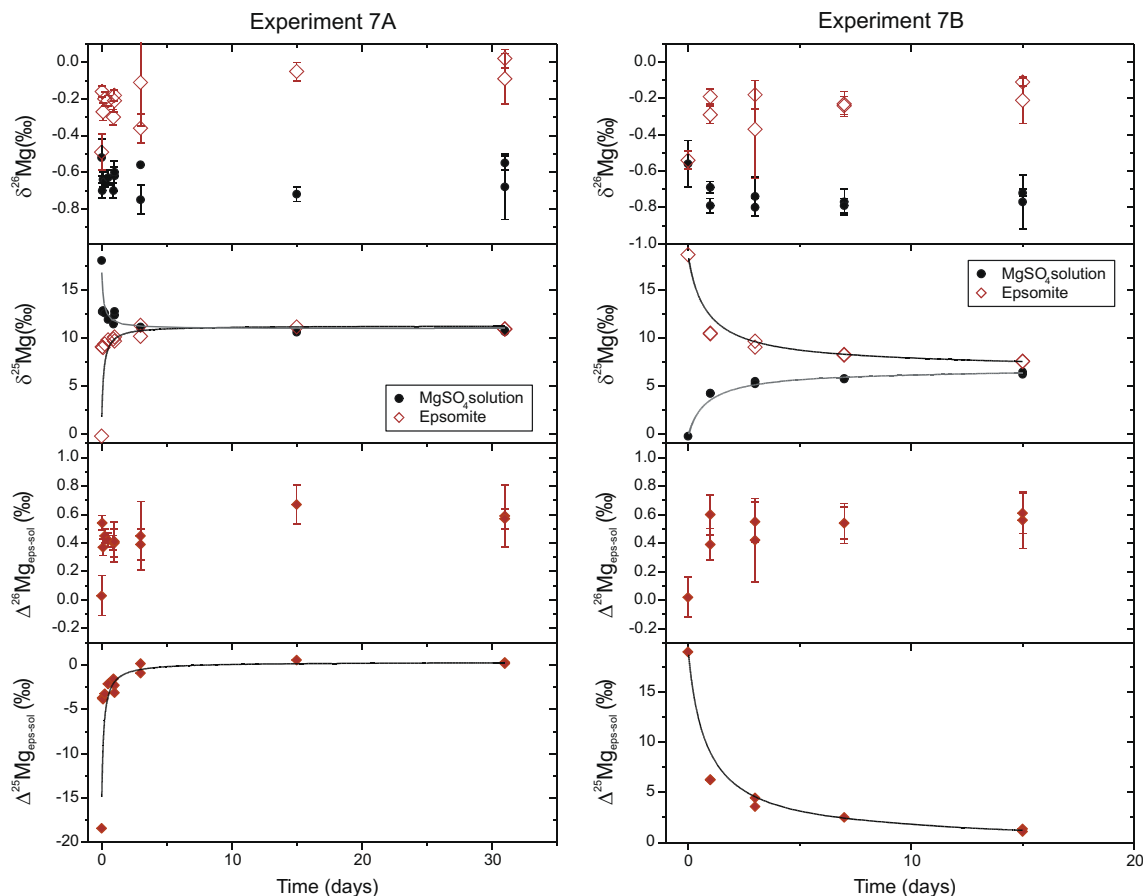 Experiment 7A
Experiment 7B
δ26Mg(‰)
0.0
-0.2
-0.4
-0.6
-0.8
δ26Mg(‰)
0.0
-0.2
-0.4
-0.6
-0.8
-1.0
δ25Mg(‰)
15
10
5
0
MgSO4solution
Epsomite
δ25Mg(‰)
15
10
5
0
MgSO4solution
Epsomite
Δ26Mgeps-sol (‰)
1.0
0.8
0.6
0.4
0.2
0.0
-0.2
Δ26Mgeps-sol (‰)
1.0
0.8
0.6
0.4
0.2
0.0
-0.2
Δ25Mgeps-sol (‰)
0
-5
-10
-15
-20
Δ25Mgeps-sol (‰)
15
10
5
0
0 10 20 30
0 10 20
Time (days)
Time (days)